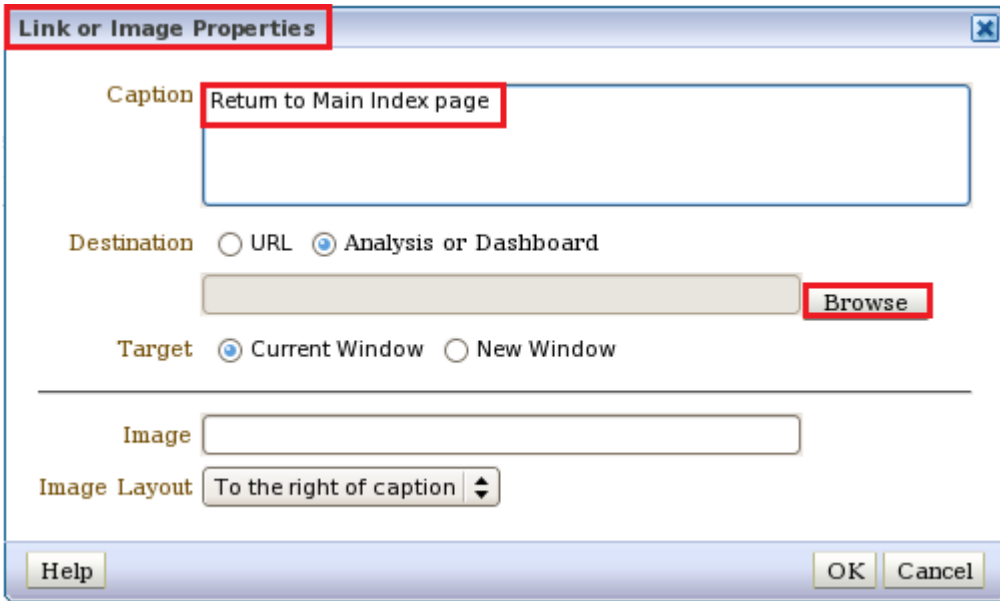 Link or Image Properties
Caption Return to Main Index page
Destination URL Analysis or Dashboard
Browse
Target Current Window New Window
Image
Image Layout To the right of caption
Help OK Cancel